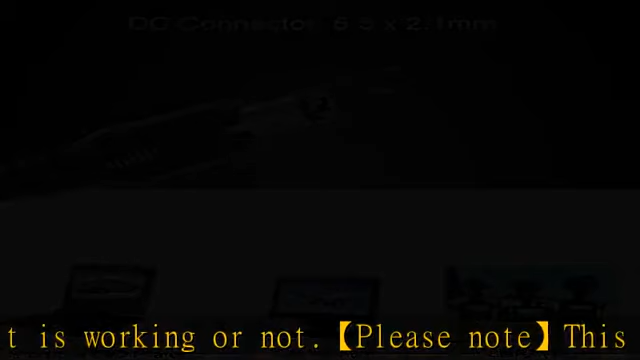 DC Connector 5.5 x 2.1mm
t is working or not.【Please note】This